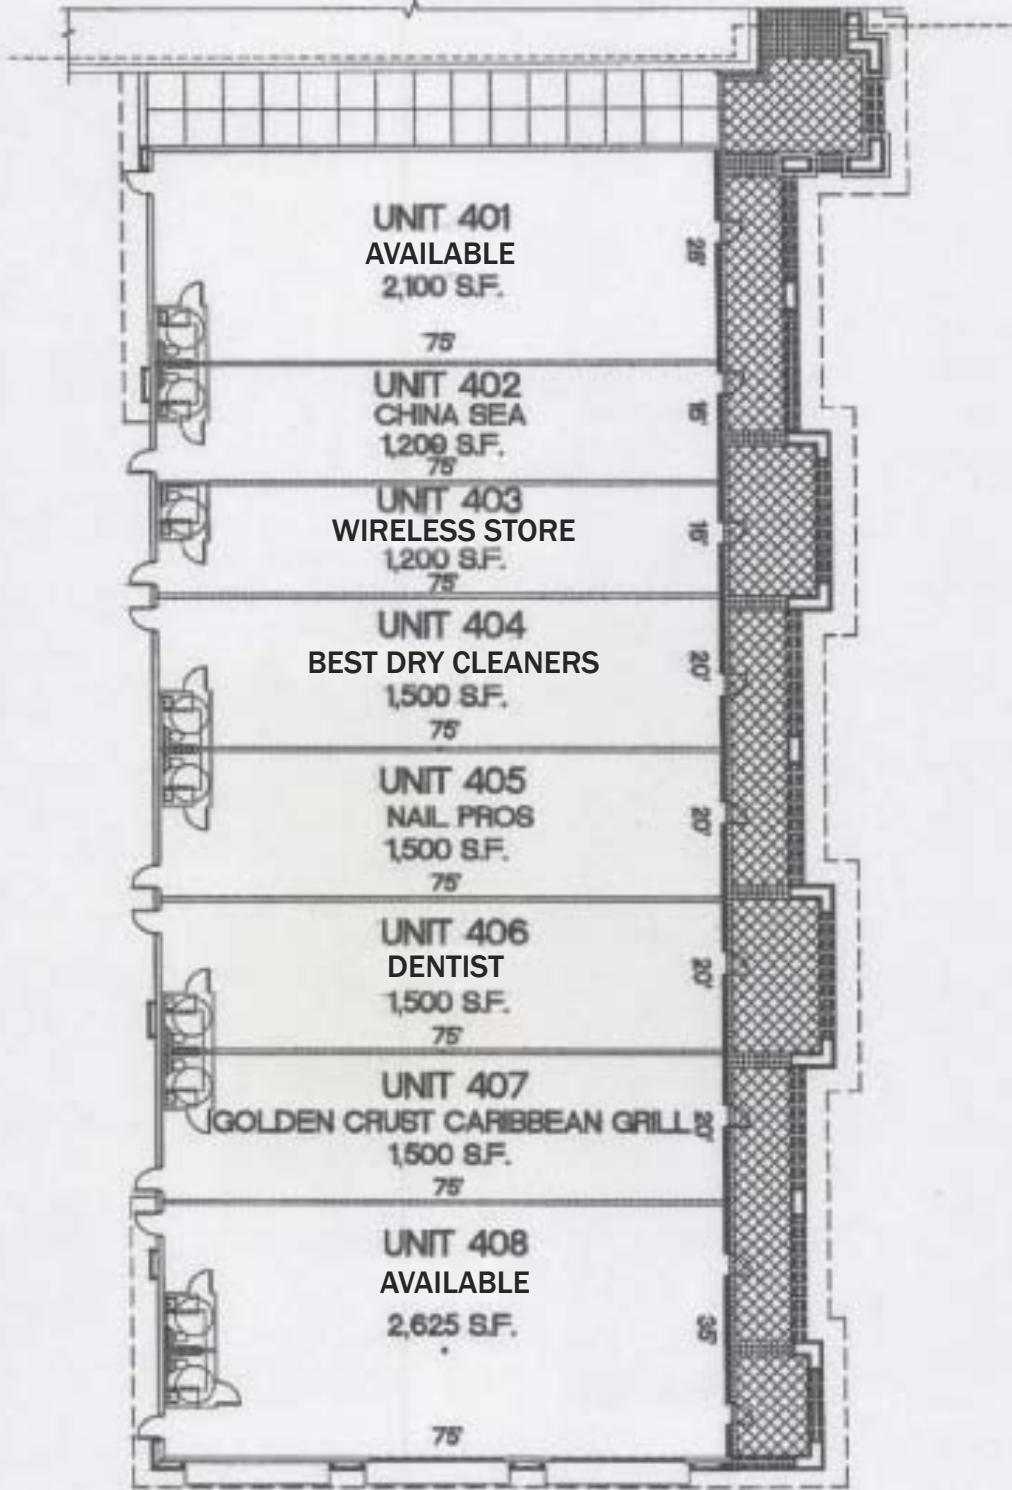 UNIT 401
AVAILABLE
2,100 S.F.
28'
75'
UNIT 402
CHINA SEA
1,200 S.F.
16'
75'
UNIT 403
WIRELESS STORE
1,200 S.F.
16'
75'
UNIT 404
BEST DRY CLEANERS
1,500 S.F.
20'
75'
UNIT 405
NAIL PROS
1,500 S.F.
20'
75'
UNIT 406
DENTIST
1,500 S.F.
20'
75'
UNIT 407
GOLDEN CRUST CARIBBEAN GRILL
20'
1,500 S.F.
75'
UNIT 408
AVAILABLE
2,625 S.F.
35'
75'